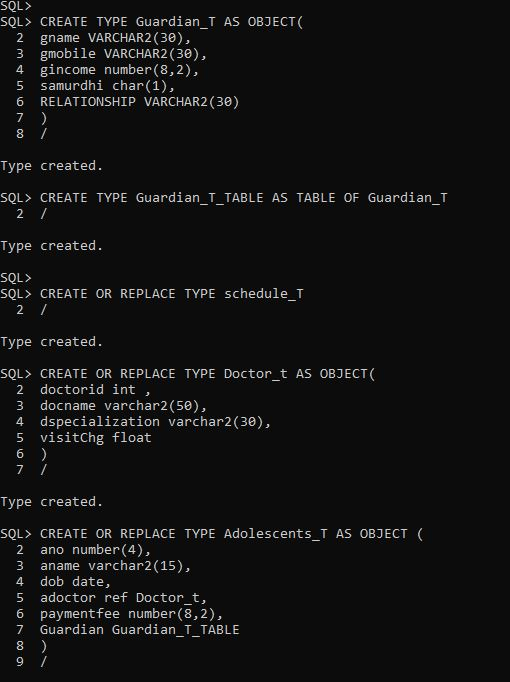 SQL>
SQL> CREATE TYPE Guardian_T AS OBJECT(
  2  gname VARCHAR2(30),
  3  gmobile VARCHAR2(30),
  4  gincome number(8,2),
  5  samurdhi char(1),
  6  RELATIONSHIP VARCHAR2(30)
  7  )
  8  /
Type created.
SQL> CREATE TYPE Guardian_T_TABLE AS TABLE OF Guardian_T
  2  /
Type created.
SQL>
SQL> CREATE OR REPLACE TYPE schedule_T
  2  /
Type created.
SQL> CREATE OR REPLACE TYPE Doctor_t AS OBJECT(
  2  doctorid int ,
  3  docname varchar2(50),
  4  dspecialization varchar2(30),
  5  visitChg float
  6  )
  7  /
Type created.
SQL> CREATE OR REPLACE TYPE Adolescents_T AS OBJECT (
  2  ano number(4),
  3  aname varchar2(15),
  4  dob date,
  5  adoctor ref Doctor_t,
  6  paymentfee number(8,2),
  7  Guardian Guardian_T_TABLE
  8  )
  9  /